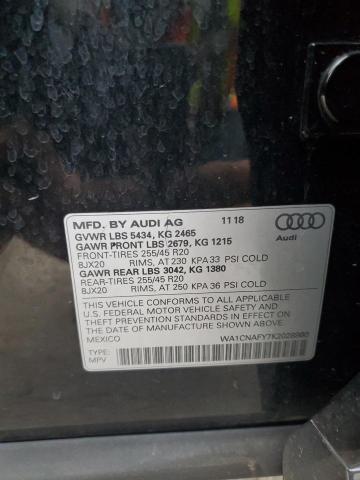 MFD. BY AUDI AG 11 18
GVWR LBS 5434, KG 2465
GAWR FRONT LBS 2679, KG 1215
FRONT-TIRES 255/45 R20
8JX20 RIMS, AT 230 KPA 33 PSI COLD
GAWR REAR LBS 3042, KG 1380
REAR-TIRES 255/45 R20
8JX20 RIMS, AT 250 KPA 36 PSI COLD
Audi
THIS VEHICLE CONFORMS TO ALL APPLICABLE
U.S. FEDERAL MOTOR VEHICLE SAFETY AND
THEFT PREVENTION STANDARDS IN EFFECT ON
THE DATE OF MANUFACTURE SHOWN ABOVE.
MEXICO
TYPE:
MPV